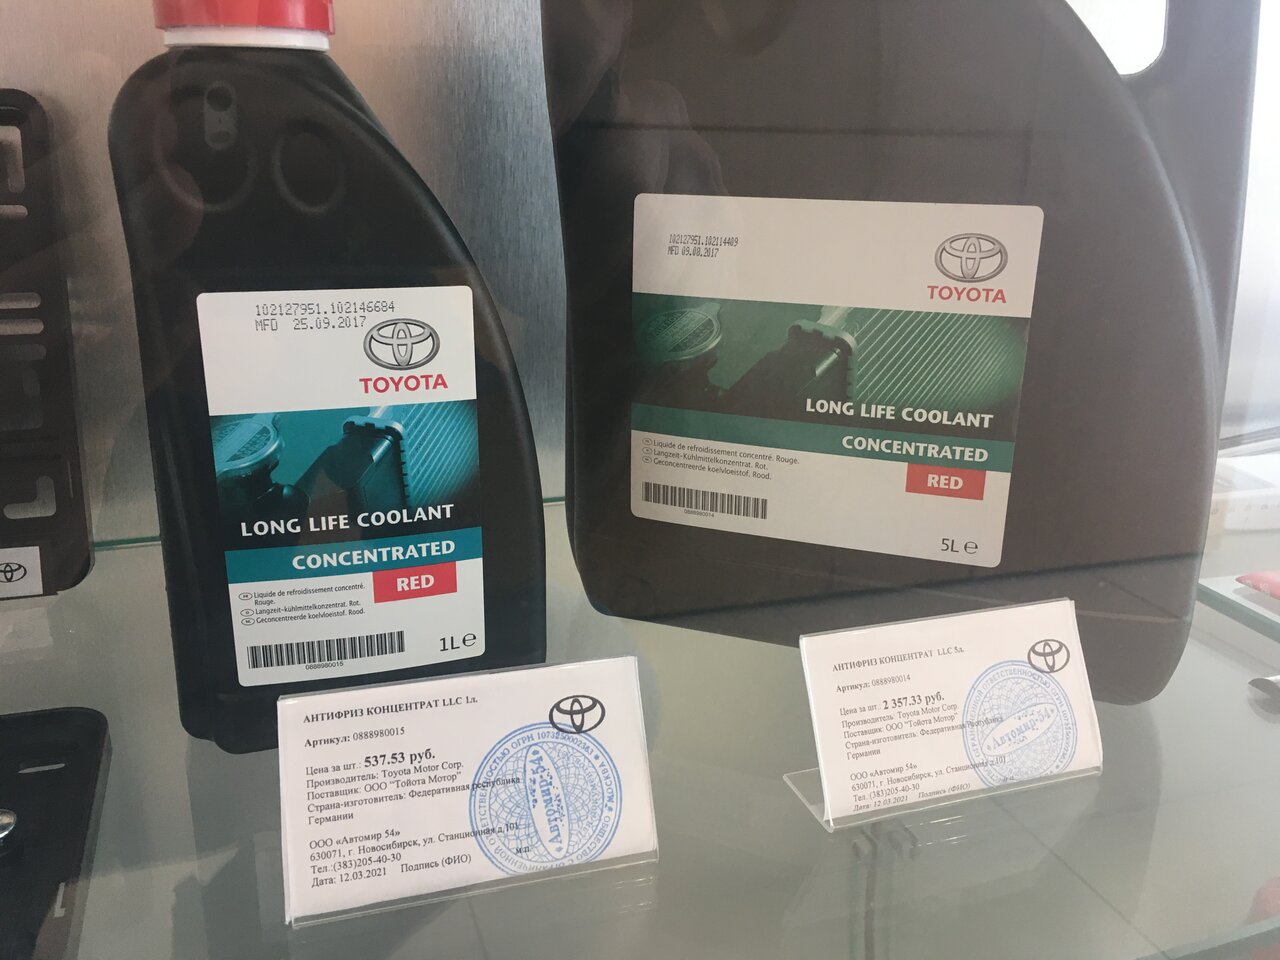 102127951.102146684
MFD 25.09.2017
TOYOTA
LONG LIFE COOLANT
CONCENTRATED
RED
Liquide de refroidissement concentré.
Rouge.
Langzeit-kühlmittelkonzentrat. Rot.
Geconcentreerde koelvloeistof. Rood.
0888980015
1L e
102127951.102114409
MFD 09.08.2017
TOYOTA
LONG LIFE COOLANT
CONCENTRATED
RED
Liquide de refroidissement concentré. Rouge.
Langzeit-Kühlmittelkonzentrat. Rot.
Geconcentreerde koelvloeistof. Rood.
0888980014
5L e
АНТИФРИЗ КОНЦЕНТРАТ LLC 1л.
Артикул: 0888980015
Цена за шт.: 537.53 руб.
Производитель: Toyota Motor Corp.
Поставщик: ООО "Тойота Мотор"
Страна-изготовитель: Федеративная республика
Германии
ООО «Автомир 54»
630071, г. Новосибирск, ул. Станционная д.101
Тел.:(383)205-40-30
м.п.
Дата: 12.03.2021 Подпись (ФИО)
«Автомир 54»
АНТИФРИЗ КОНЦЕНТРАТ LLC 5л.
Артикул: 0888980014
Цена за шт.: 2 357.33 руб.
Производитель: Toyota Motor Corp.
Поставщик: ООО "Тойота Мотор"
Страна-изготовитель: Федеративная Республика
Германии
ООО «Автомир 54»
630071, г. Новосибирск, ул. Станционная д.101
Тел.:(383)205-40-30
м.п.
Дата: 12.03.2021 Подпись (ФИО)
«Автомир-54»